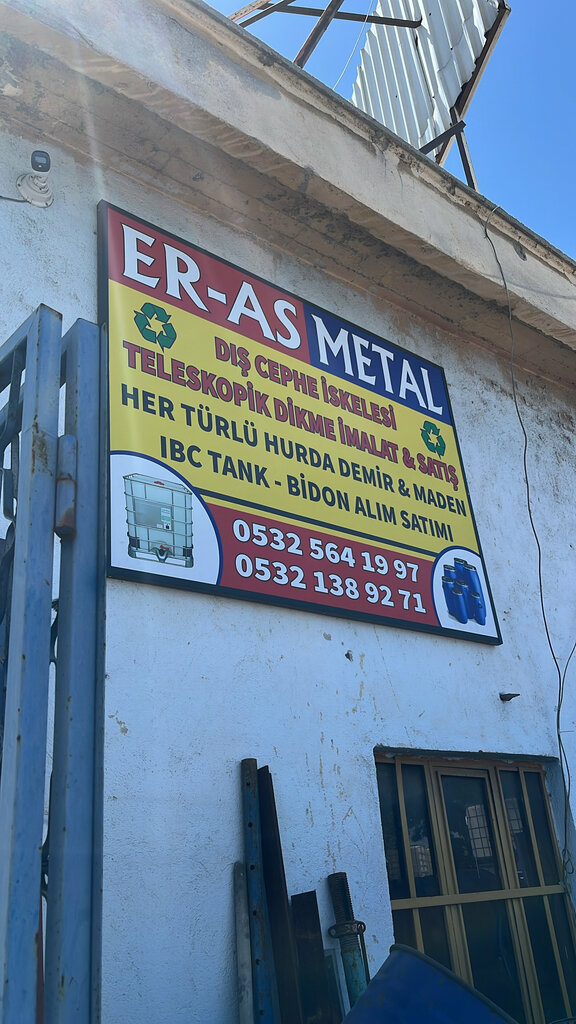 ER-AS METAL
DIŞ CEPHE İSKELESİ
TELESKOPİK DİKME İMALAT & SATIŞ
HER TÜRLÜ HURDA DEMİR & MADEN
IBC TANK - BİDON ALIM SATIMI
0532 564 19 97
0532 138 92 71